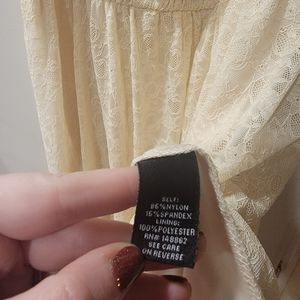 SELF:
85%NYLON
15%SPANDEX
LINING:
100%POLYESTER
RN# 148862
SEE CARE
ON REVERSE